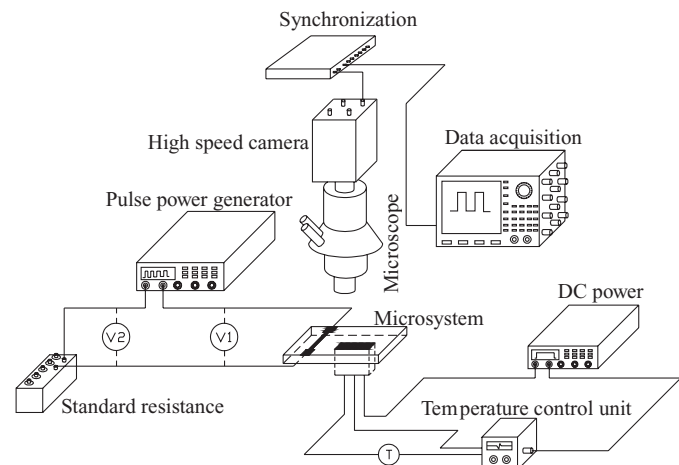 Synchronization
High speed camera
Data acquisition
Pulse power generator
Microscope
DC power
Microsystem
V2
V1
Standard resistance
Temperature control unit
T